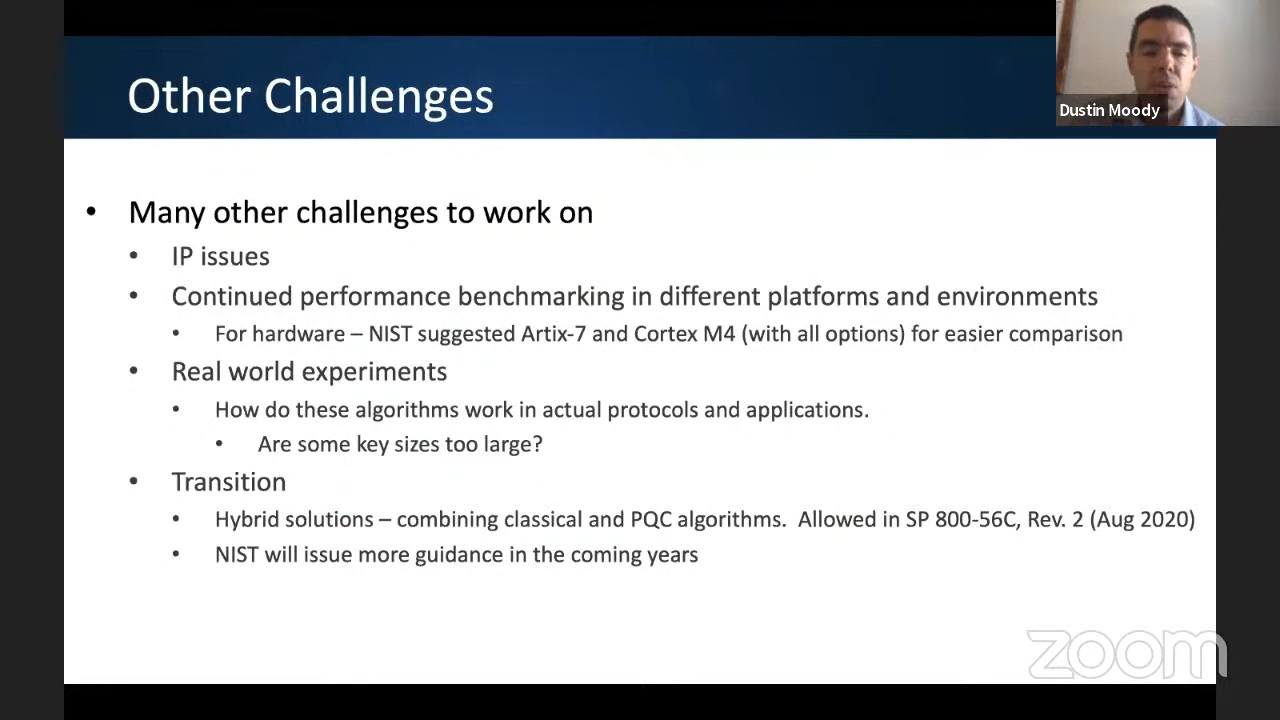 Other Challenges
Dustin Moody
• Many other challenges to work on
• IP issues
• Continued performance benchmarking in different platforms and environments
• For hardware – NIST suggested Artix-7 and Cortex M4 (with all options) for easier comparison
• Real world experiments
• How do these algorithms work in actual protocols and applications.
• Are some key sizes too large?
• Transition
• Hybrid solutions – combining classical and PQC algorithms.  Allowed in SP 800-56C, Rev. 2 (Aug 2020)
• NIST will issue more guidance in the coming years
zoom